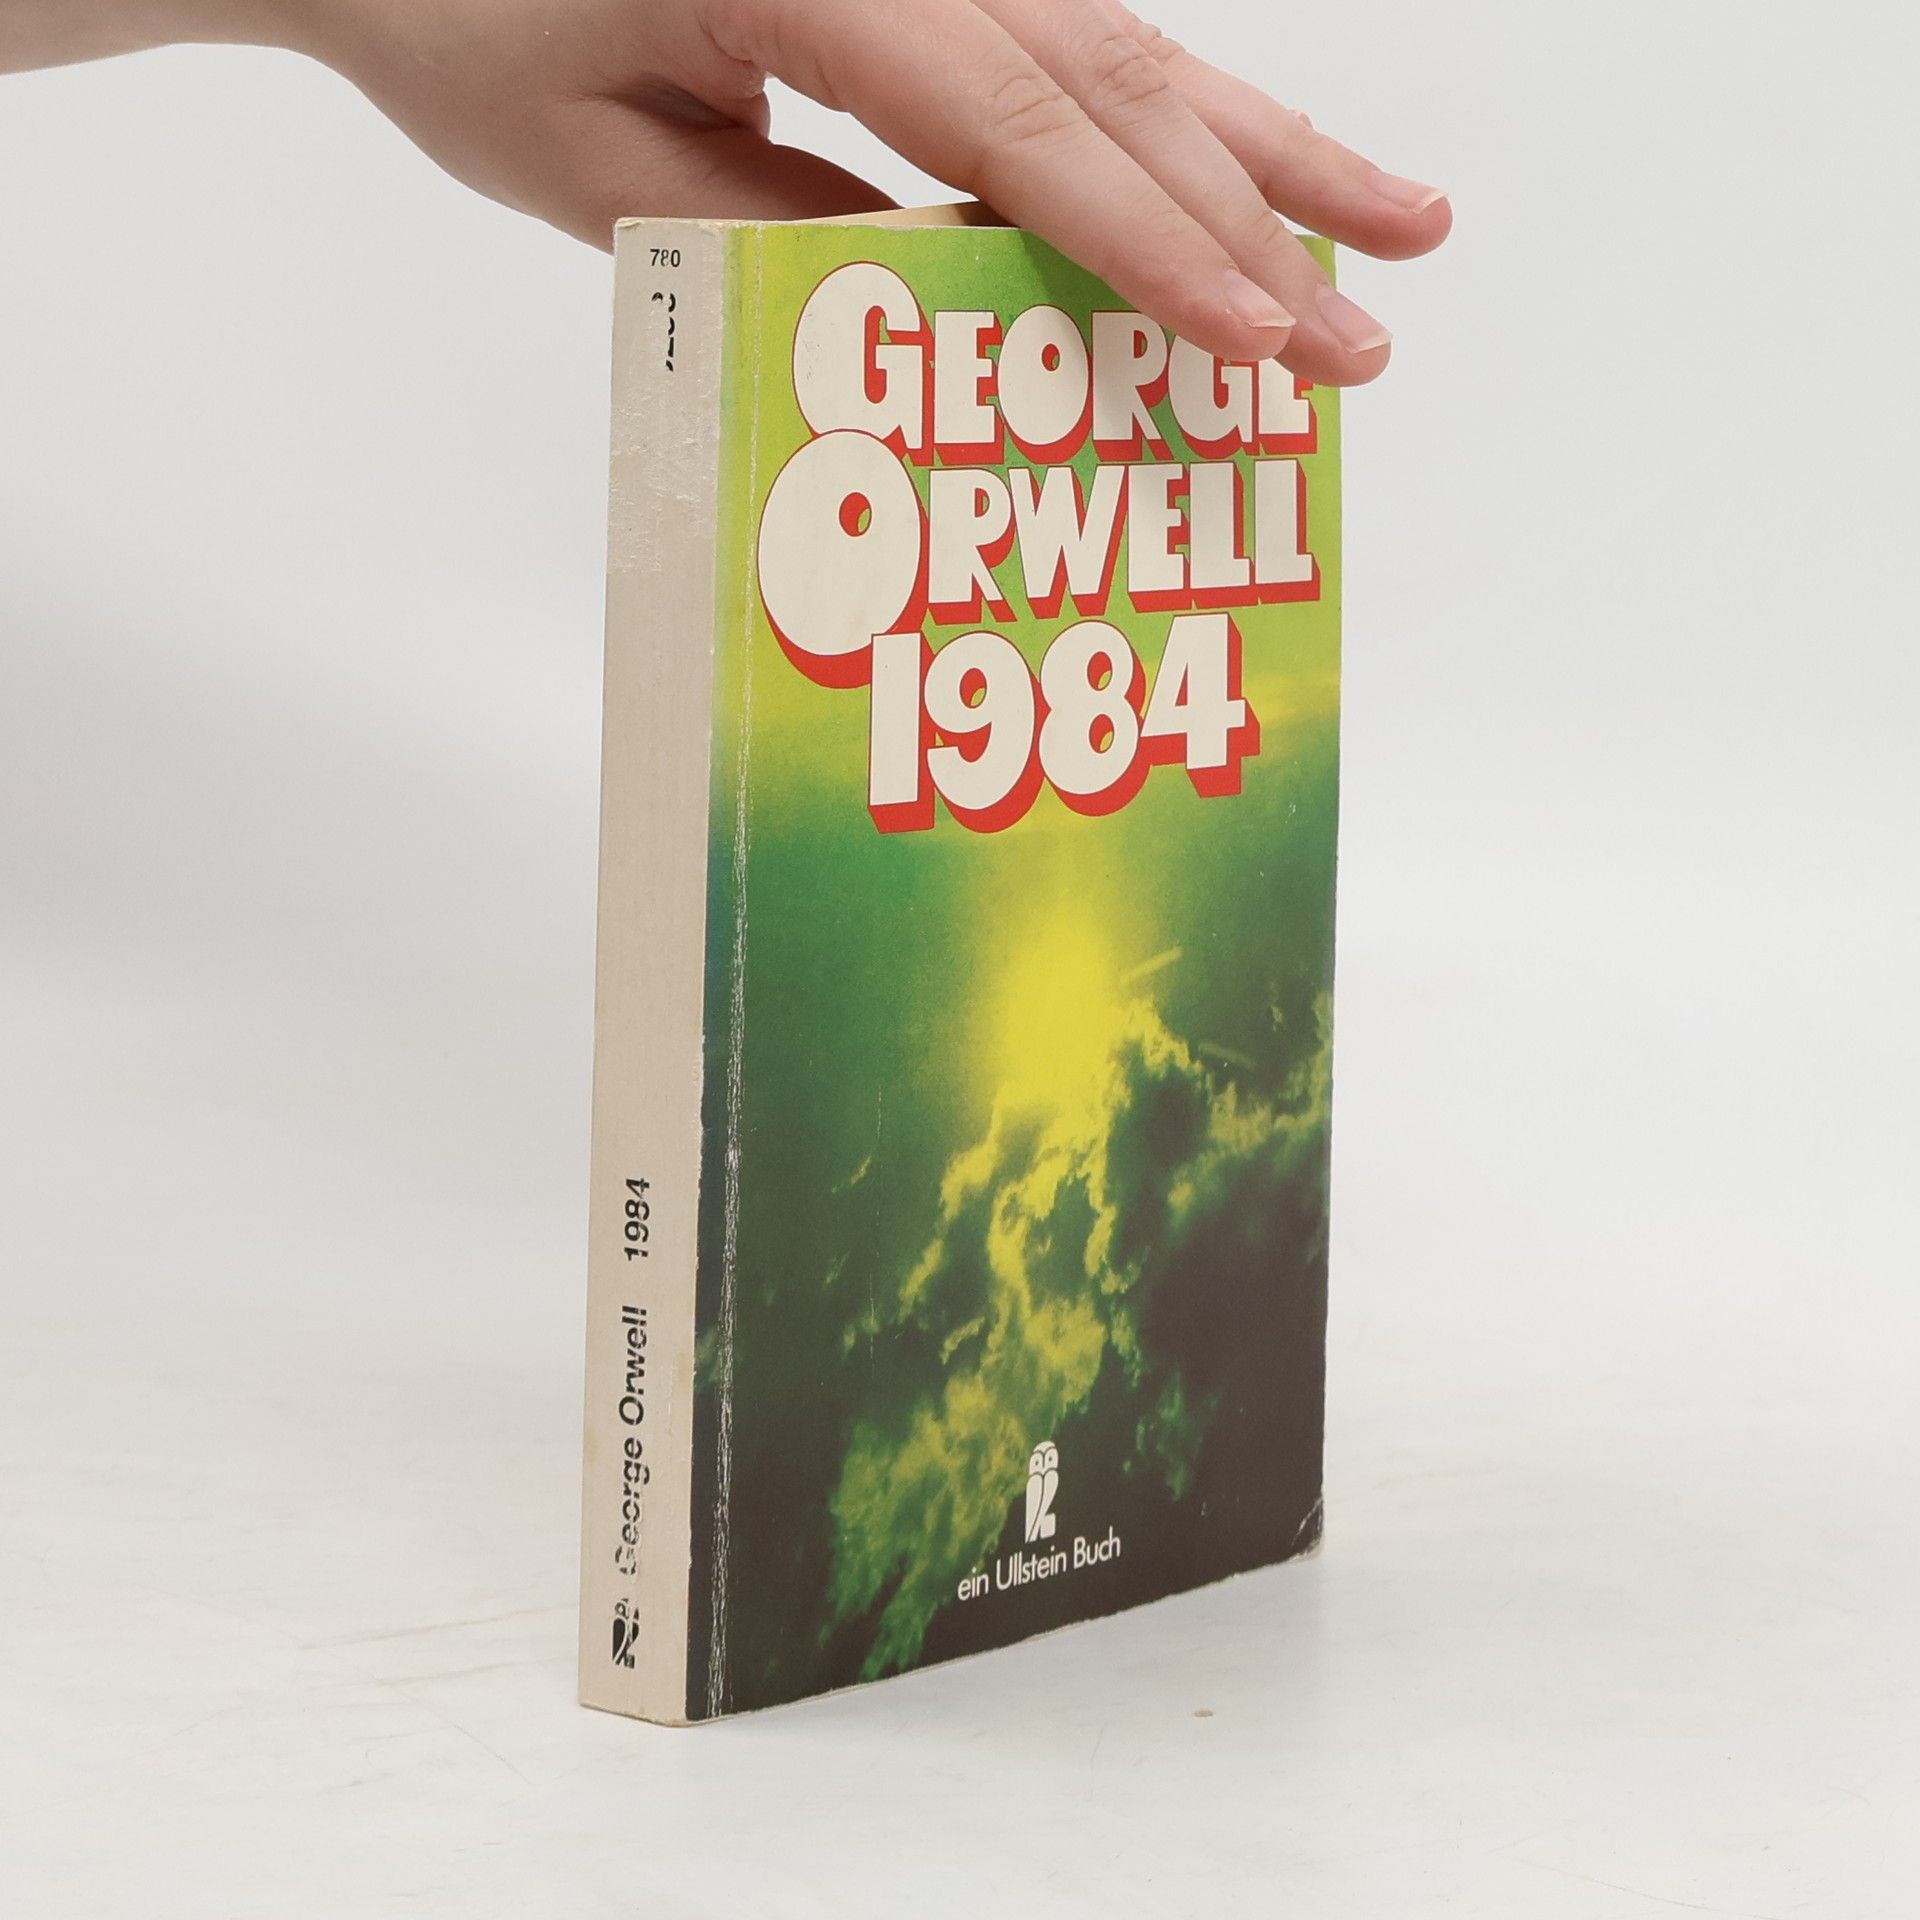 780
GEORGE
ORWELL
1984
George Orwell 1984
ein Ullstein Buch